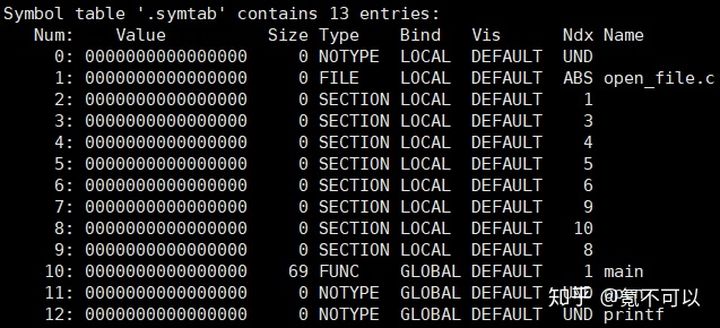 Symbol table '.symtab' contains 13 entries:
Num: Value Size Type Bind Vis Ndx Name
0: 0000000000000000 0 NOTYPE LOCAL DEFAULT UND
1: 0000000000000000 0 FILE LOCAL DEFAULT ABS open_file.c
2: 0000000000000000 0 SECTION LOCAL DEFAULT 1
3: 0000000000000000 0 SECTION LOCAL DEFAULT 3
4: 0000000000000000 0 SECTION LOCAL DEFAULT 4
5: 0000000000000000 0 SECTION LOCAL DEFAULT 5
6: 0000000000000000 0 SECTION LOCAL DEFAULT 6
7: 0000000000000000 0 SECTION LOCAL DEFAULT 9
8: 0000000000000000 0 SECTION LOCAL DEFAULT 10
9: 0000000000000000 0 SECTION LOCAL DEFAULT 8
10: 0000000000000000 69 FUNC GLOBAL DEFAULT 1 main
11: 0000000000000000 0 NOTYPE GLOBAL DEFAULT
知乎 @氪不可以
12: 0000000000000000 0 NOTYPE GLOBAL DEFAULT UND printf